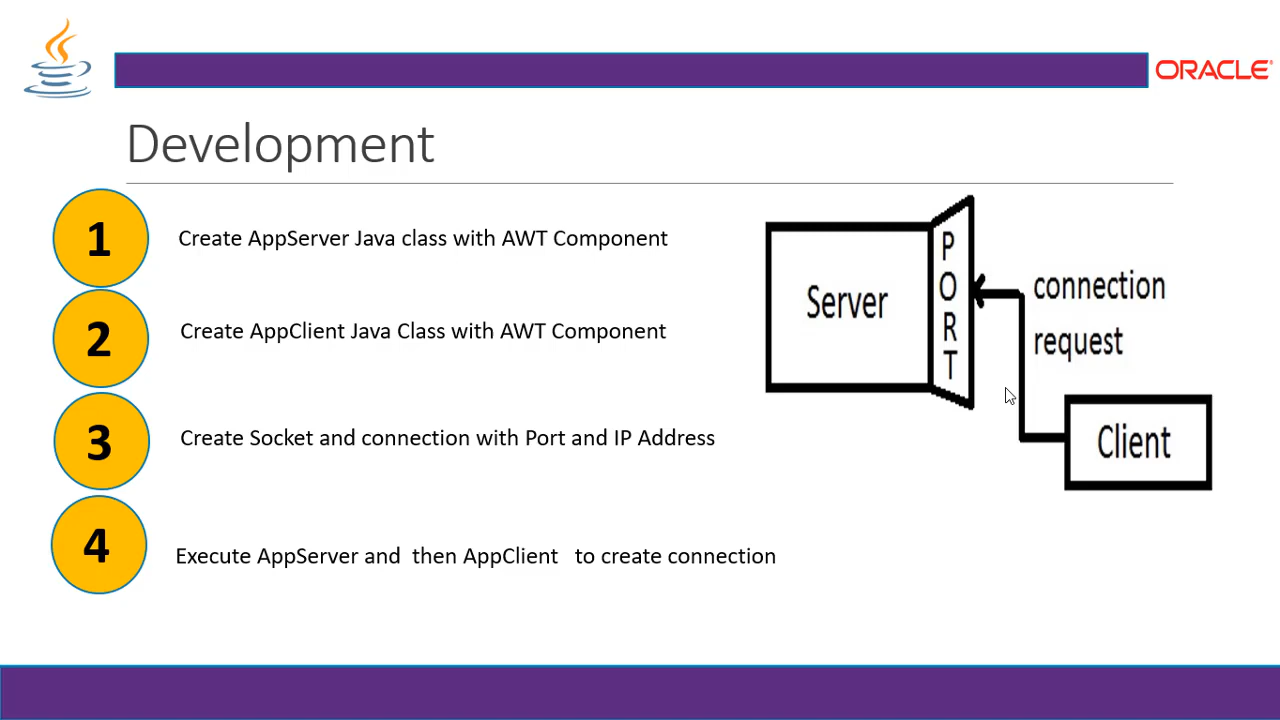 ORACLE
Development
1
Create AppServer Java class with AWT Component
2
Create AppClient Java Class with AWT Component
3
Create Socket and connection with Port and IP Address
4
Execute AppServer and then AppClient to create connection
Server
PORT
connection
request
Client